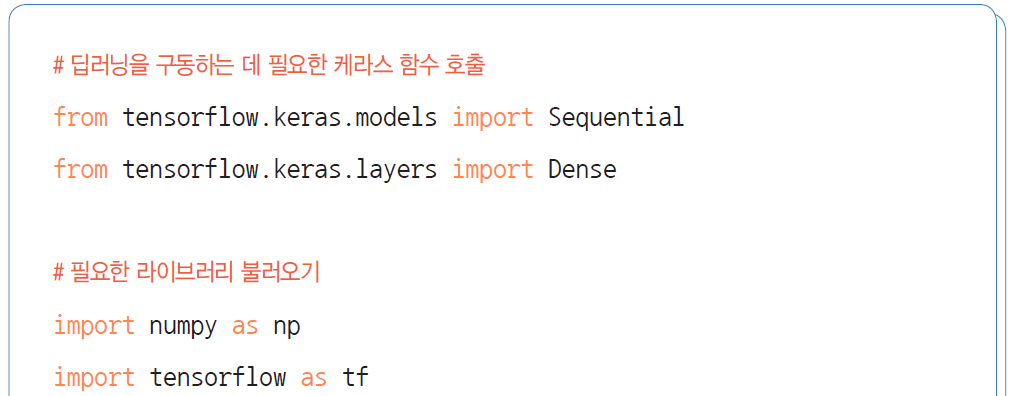 # 딥러닝을 구동하는 데 필요한 케라스 함수 호출
from tensorflow.keras.models import Sequential
from tensorflow.keras.layers import Dense
# 필요한 라이브러리 불러오기
import numpy as np
import tensorflow as tf